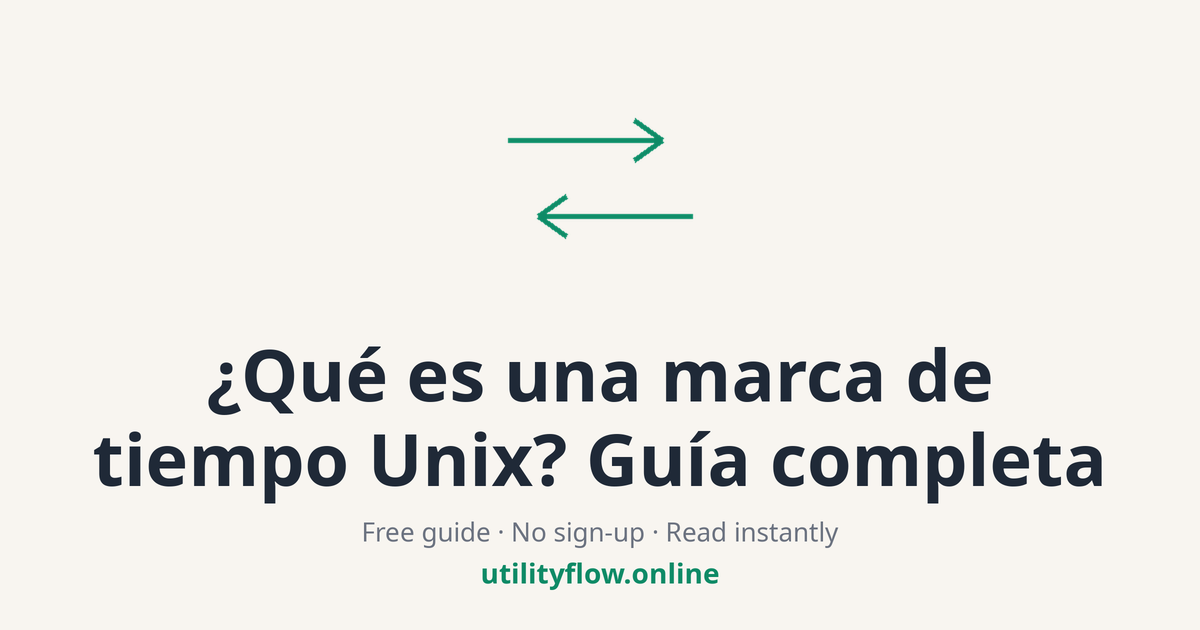 ¿Qué es una marca de
tiempo Unix? Guía completa
Free guide · No sign-up · Read instantly
utilityflow.online